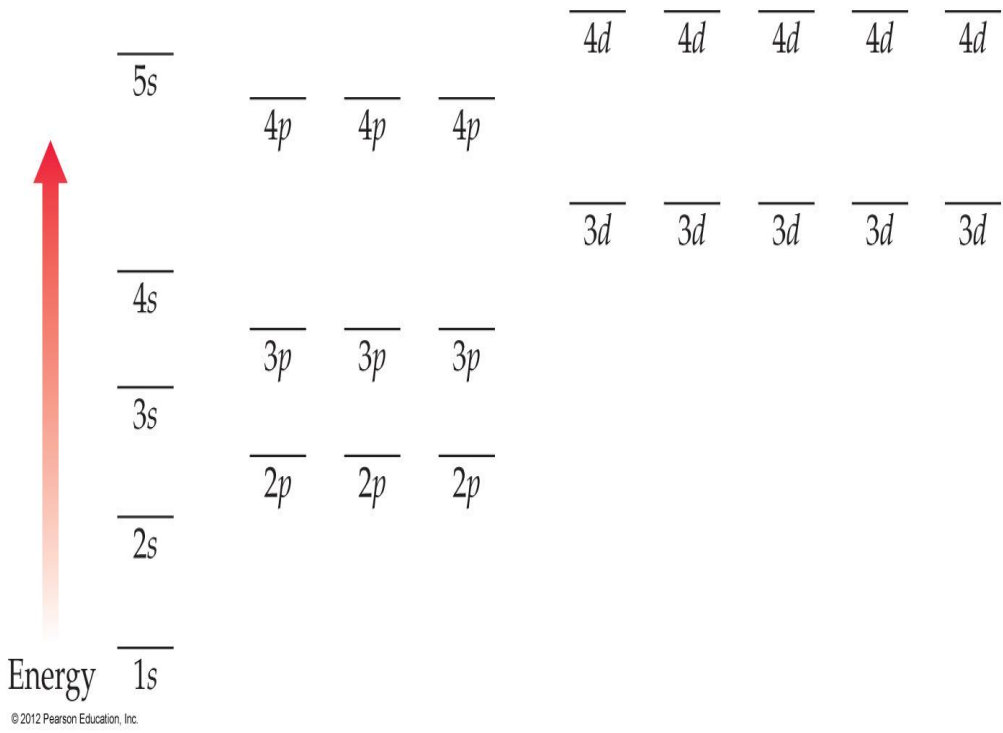 4d 4d 4d 4d 4d
5s
4p 4p 4p
3d 3d 3d 3d 3d
4s
3p 3p 3p
3s
2p 2p 2p
2s
Energy 1s
© 2012 Pearson Education, Inc.